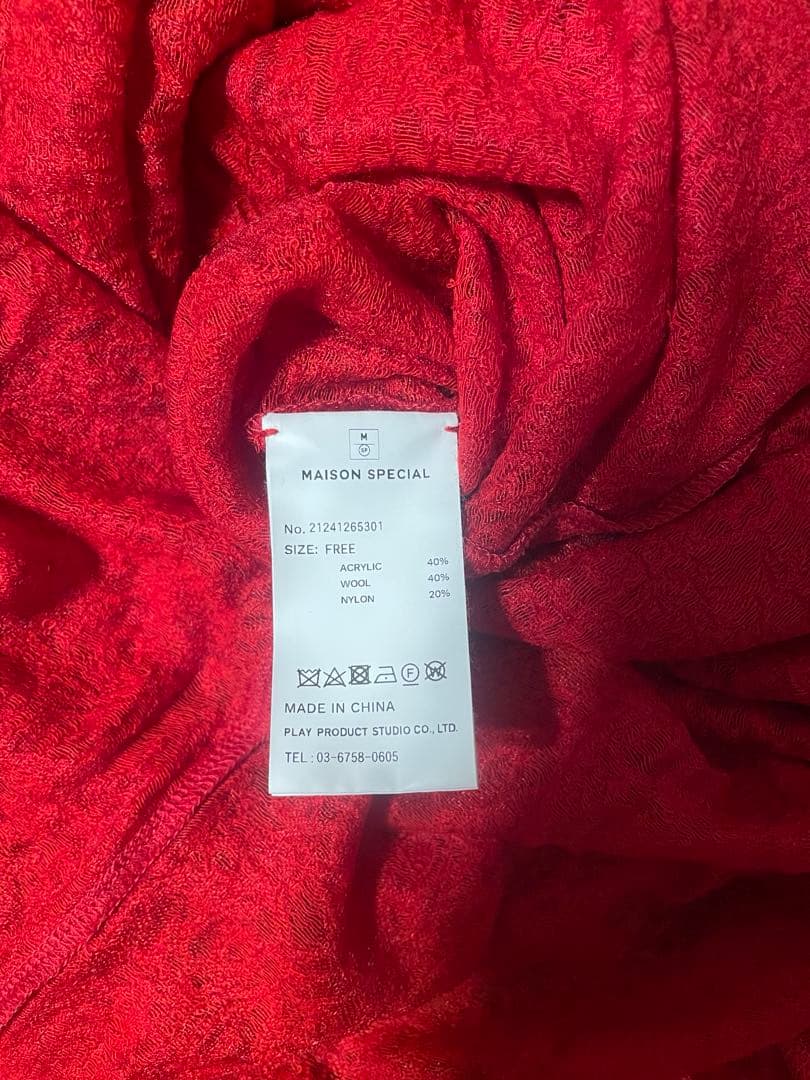 M
SP
MAISON SPECIAL
No. 21241265301
SIZE: FREE
ACRYLIC 40%
WOOL 40%
NYLON 20%
F W
MADE IN CHINA
PLAY PRODUCT STUDIO CO., LTD.
TEL : 03-6758-0605